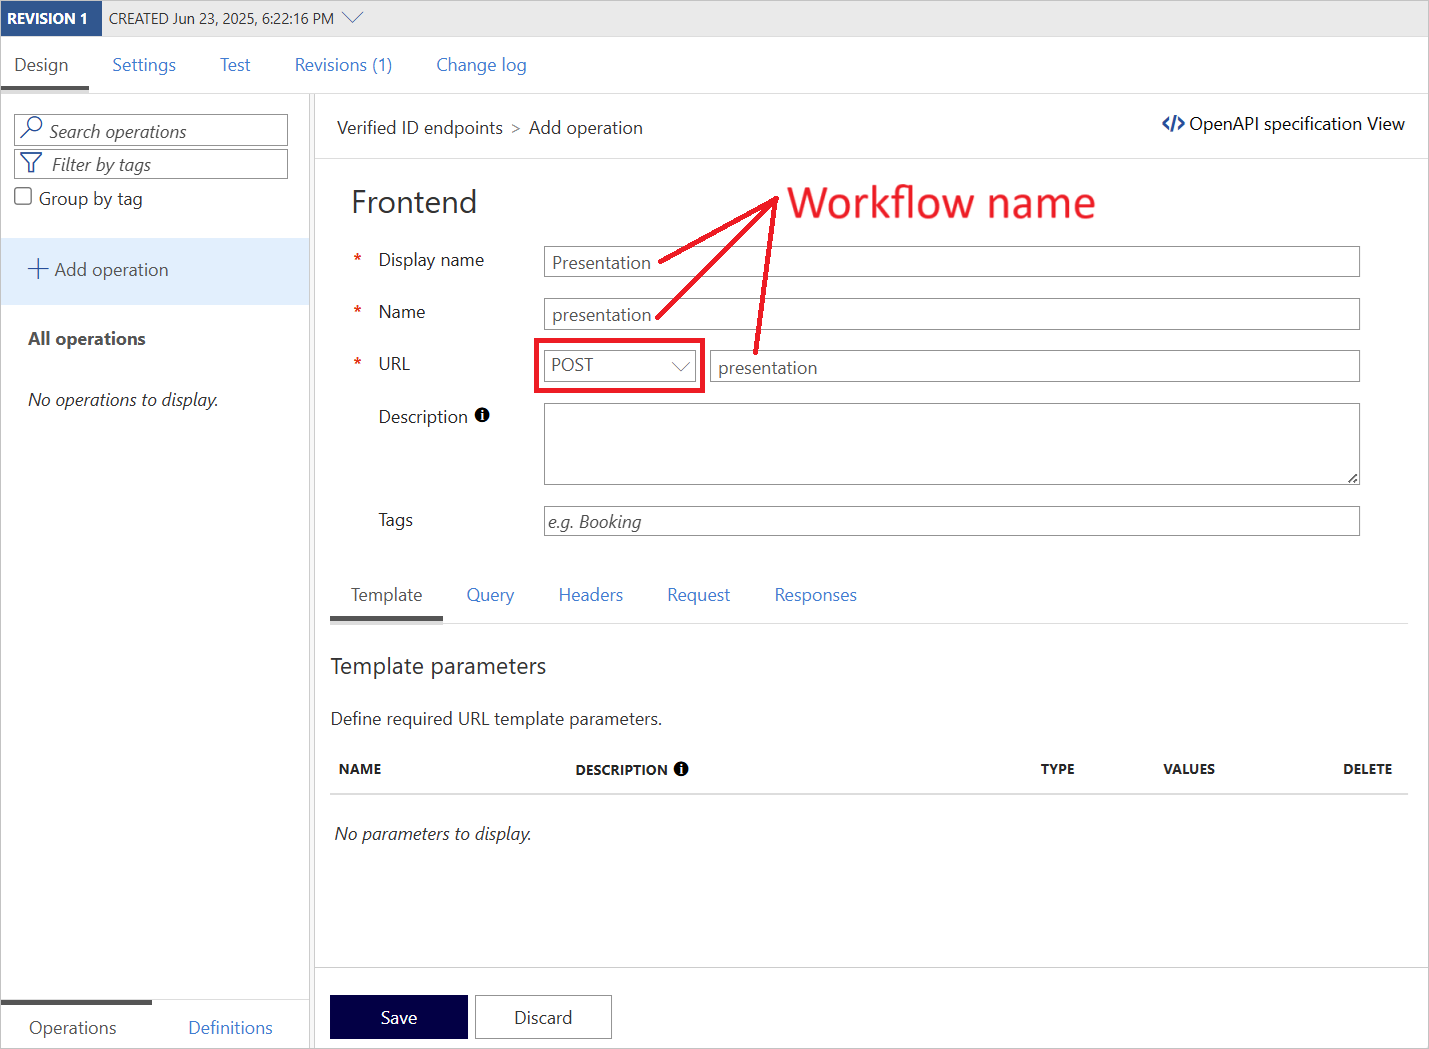 REVISION 1 CREATED Jun 23, 2025, 6:22:16 PM
Design Settings Test Revisions (1) Change log
Search operations
Filter by tags
Group by tag
Add operation
All operations
No operations to display.
Operations Definitions
Verified ID endpoints > Add operation
</> OpenAPI specification View
Frontend
Workflow name
* Display name Presentation
* Name presentation
* URL POST presentation
Description
Tags e.g. Booking
Template Query Headers Request Responses
Template parameters
Define required URL template parameters.
NAME DESCRIPTION TYPE VALUES DELETE
No parameters to display.
Save Discard